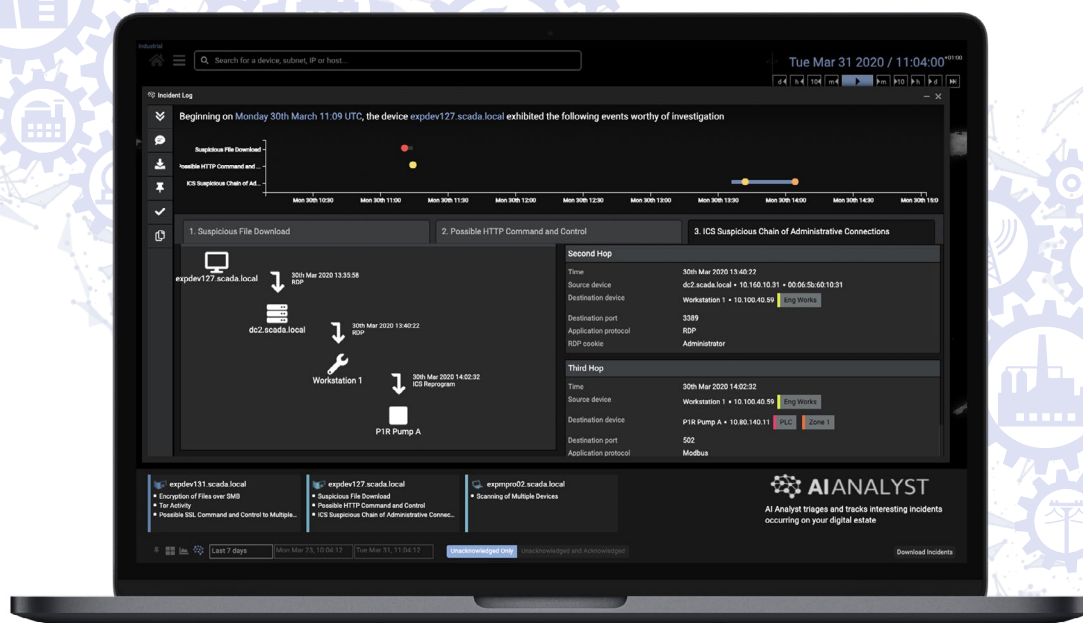 Industrial
Search for a device, subnet, IP or host...
Tue Mar 31 2020 / 11:04:00 +01:00
d h 10 m m 10 h d
Incident Log
Beginning on Monday 30th March 11:09 UTC, the device expdev127.scada.local exhibited the following events worthy of investigation
Suspicious File Download
Possible HTTP Command and ...
ICS Suspicious Chain of Ad...
Mon 30th 10:30 Mon 30th 11:00 Mon 30th 11:30 Mon 30th 12:00 Mon 30th 12:30 Mon 30th 13:00 Mon 30th 13:30 Mon 30th 14:00 Mon 30th 14:30 Mon 30th 15:0
1. Suspicious File Download
2. Possible HTTP Command and Control
3. ICS Suspicious Chain of Administrative Connections
expdev127.scada.local
30th Mar 2020 13:35:58
RDP
dc2.scada.local
30th Mar 2020 13:40:22
RDP
Workstation 1
30th Mar 2020 14:02:32
ICS Reprogram
P1R Pump A
Second Hop
Time 30th Mar 2020 13:40:22
Source device dc2.scada.local • 10.160.10.31 • 00:06:5b:60:10:31
Destination device Workstation 1 • 10.100.40.59 Eng Works
Destination port 3389
Application protocol RDP
RDP cookie Administrator
Third Hop
Time 30th Mar 2020 14:02:32
Source device Workstation 1 • 10.100.40.59 Eng Works
Destination device P1R Pump A • 10.80.140.11 PLC Zone 1
Destination port 502
Application protocol Modbus
expdev131.scada.local
• Encryption of Files over SMB
• Tor Activity
• Possible SSL Command and Control to Multiple...
expdev127.scada.local
• Suspicious File Download
• Possible HTTP Command and Control
• ICS Suspicious Chain of Administrative Connec...
expmpro02.scada.local
• Scanning of Multiple Devices
AI ANALYST
AI Analyst triages and tracks interesting incidents
occurring on your digital estate
Last 7 days Mon Mar 23, 10:04:12 Tue Mar 31, 11:04:12 Unacknowledged Only Unacknowledged and Acknowledged Download Incidents